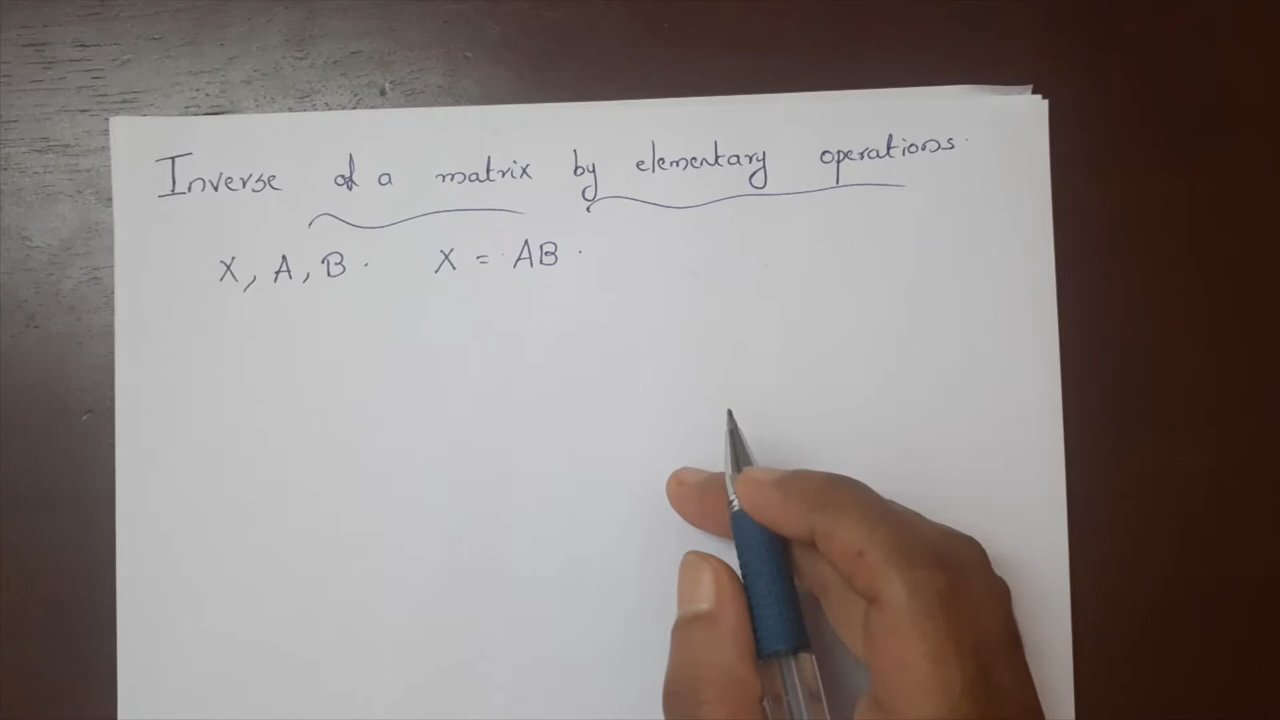 Inverse of a matrix by elementary operations.
X, A, B. X = AB.